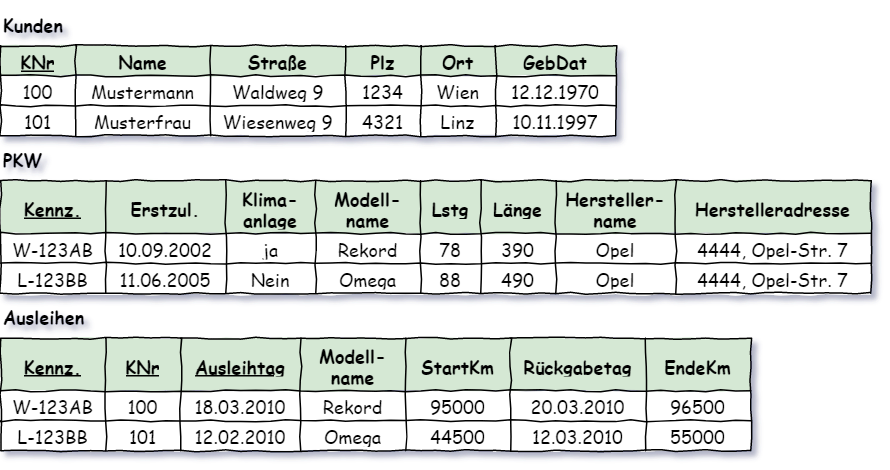 Kunden
KNr Name Straße Plz Ort GebDat
100 Mustermann Waldweg 9 1234 Wien 12.12.1970
101 Musterfrau Wiesenweg 9 4321 Linz 10.11.1997
PKW
Kennz. Erstzul. Klima-anlage Modell-name Lstg Länge Hersteller-name Herstelleradresse
W-123AB 10.09.2002 ja Rekord 78 390 Opel 4444, Opel-Str. 7
L-123BB 11.06.2005 Nein Omega 88 490 Opel 4444, Opel-Str. 7
Ausleihen
Kennz. KNr Ausleihtag Modell-name StartKm Rückgabetag EndeKm
W-123AB 100 18.03.2010 Rekord 95000 20.03.2010 96500
L-123BB 101 12.02.2010 Omega 44500 12.03.2010 55000